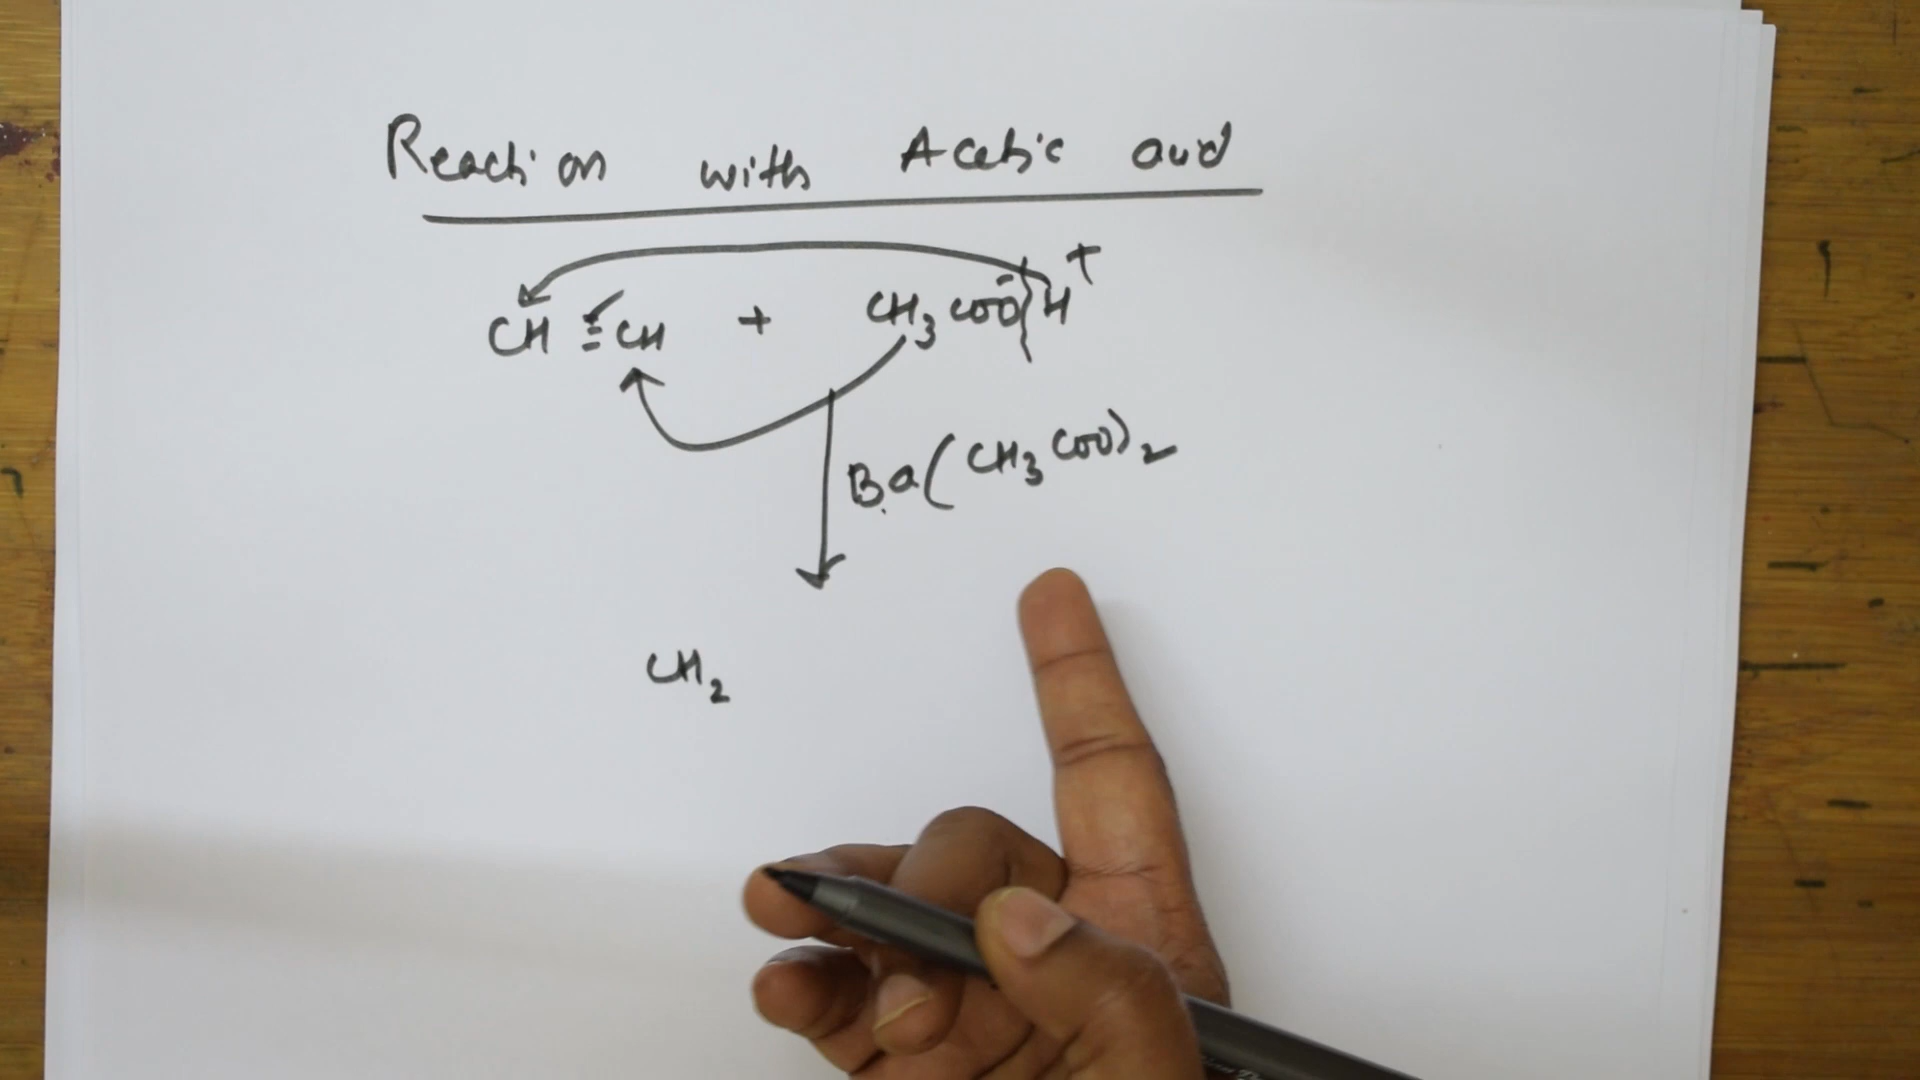 Reaction with Acetic acid
CH ≡ CH + CH₃COO⁻ H⁺
Ba(CH₃COO)₂
CH₂